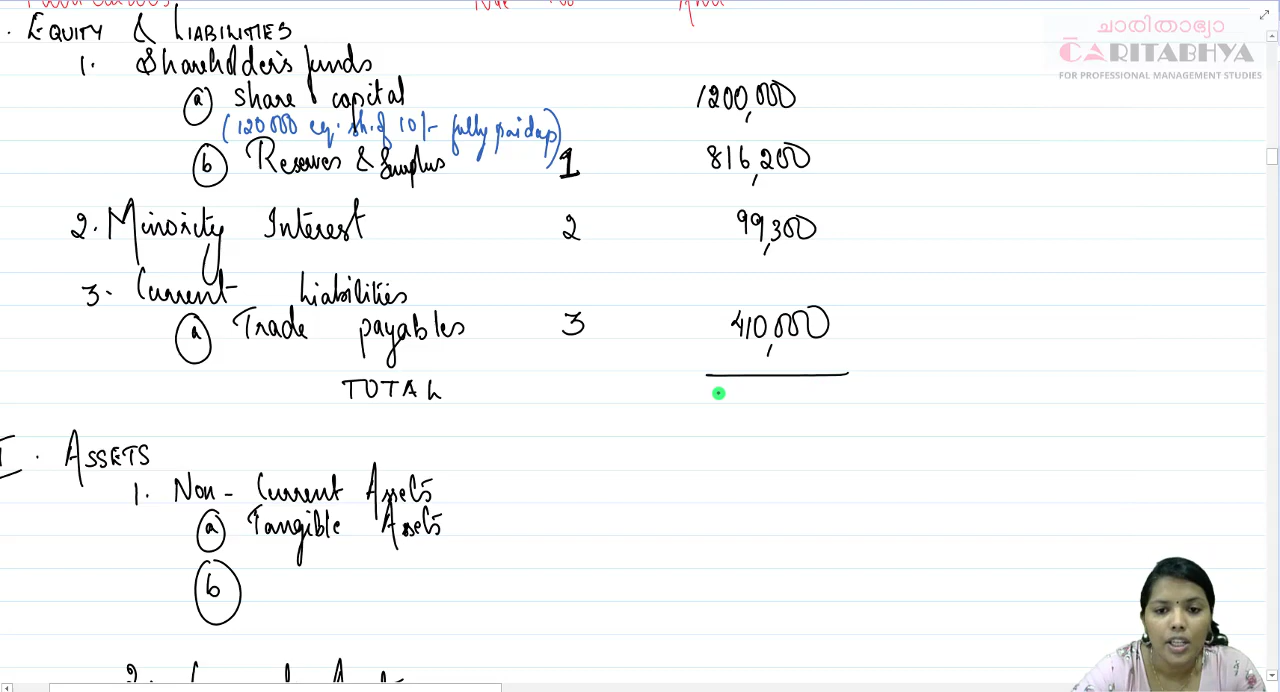 ചാരിതാഭ്യാ
CARITABHYA
FOR PROFESSIONAL MANAGEMENT STUDIES
. EQUITY & LIABILITIES
1. Shareholder's funds
(a) Share capital 1200,000
(120000 eq. sh. of 10/- fully paid up)
(b) Reserves & Surplus 1 816,200
2. Minority Interest 2 99,300
3. Current Liabilities
(a) Trade payables 3 410,000
TOTAL
I. ASSETS
1. Non-Current Assets
(a) Tangible Assets
(b)